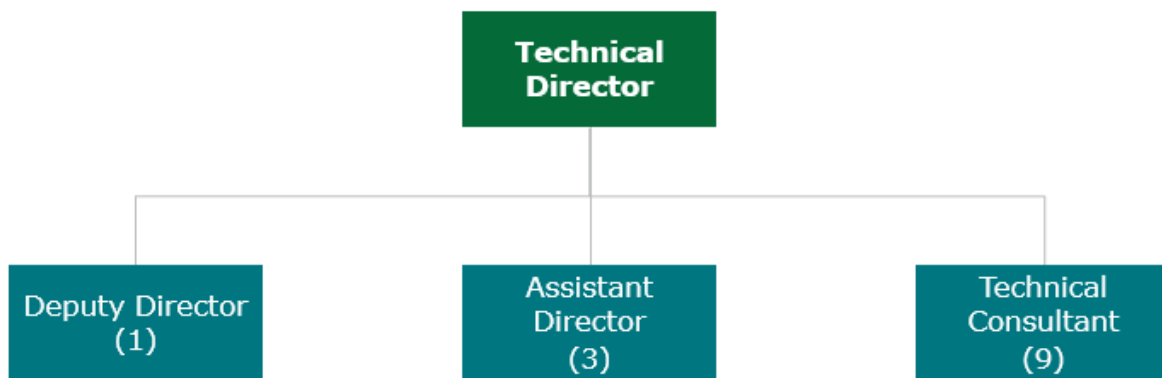 Technical
Director
Deputy Director
(1)
Assistant
Director
(3)
Technical
Consultant
(9)